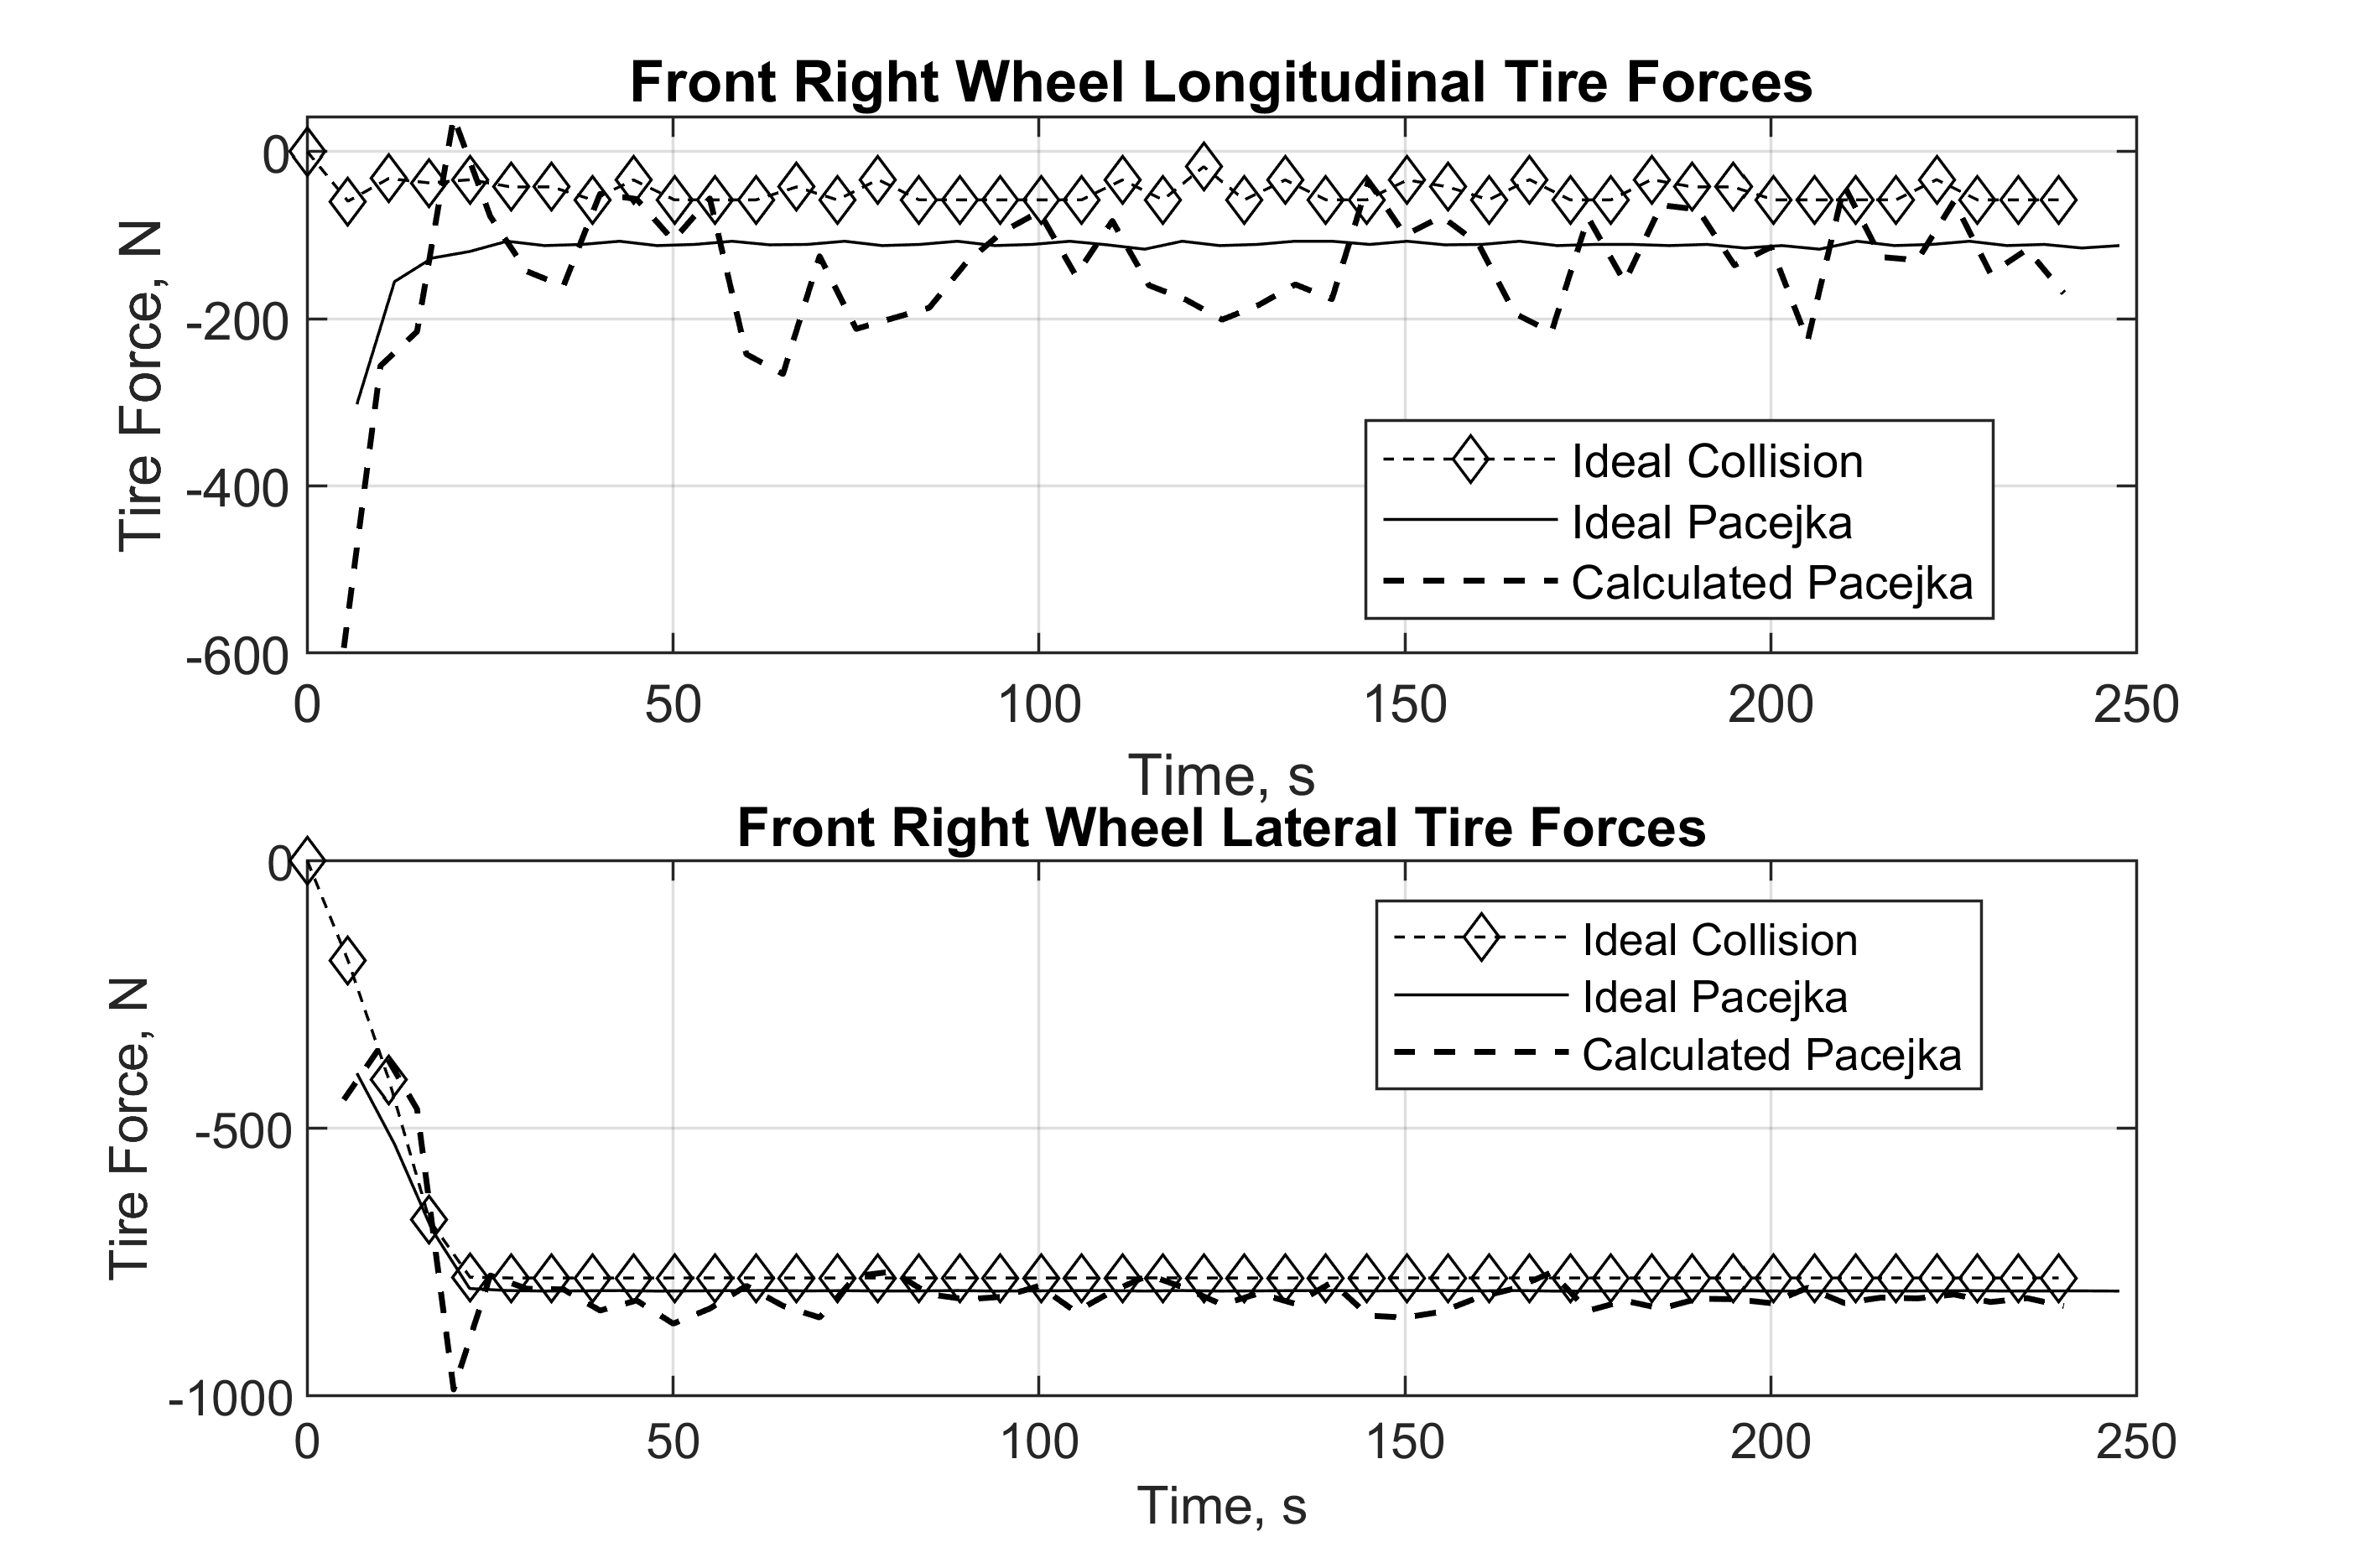 Front Right Wheel Longitudinal Tire Forces
Tire Force, N
0
-200
-400
-600
0 50 100 150 200 250
Time, s
Ideal Collision
Ideal Pacejka
Calculated Pacejka
Front Right Wheel Lateral Tire Forces
Tire Force, N
0
-500
-1000
0 50 100 150 200 250
Time, s
Ideal Collision
Ideal Pacejka
Calculated Pacejka